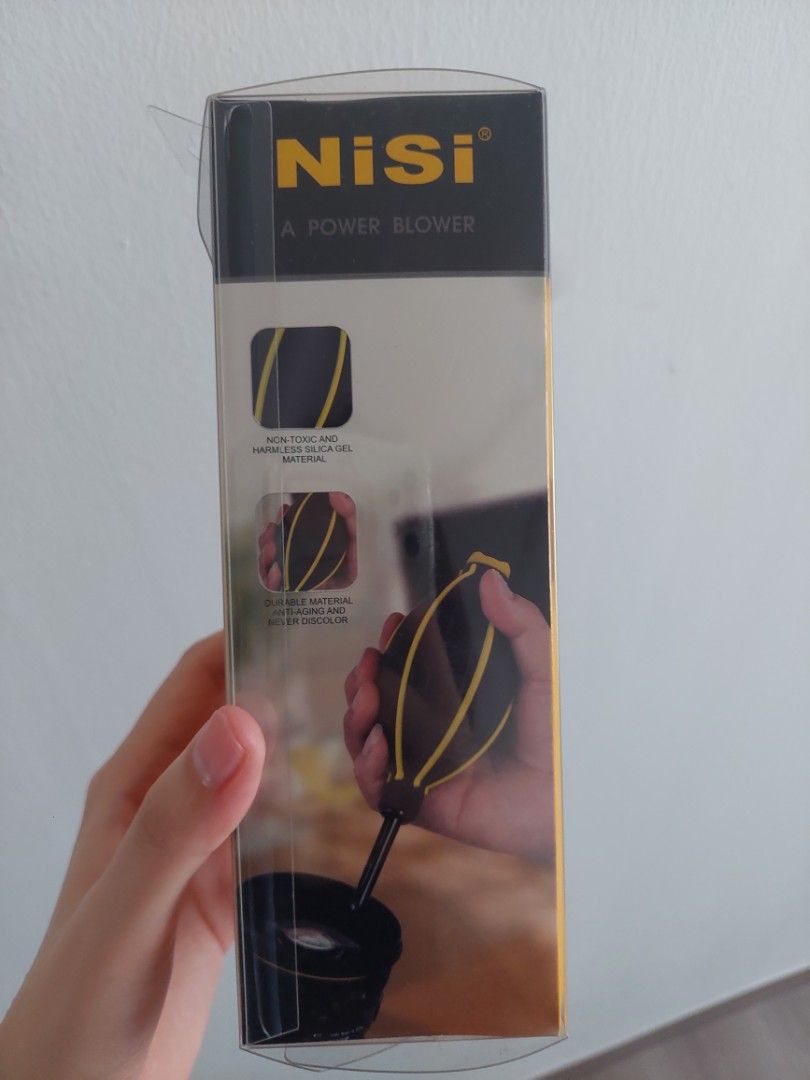 NiSi®
A POWER BLOWER
NON-TOXIC AND
HARMLESS SILICA GEL
MATERIAL
DURABLE MATERIAL
ANTI-AGING AND
NEVER DISCOLOR